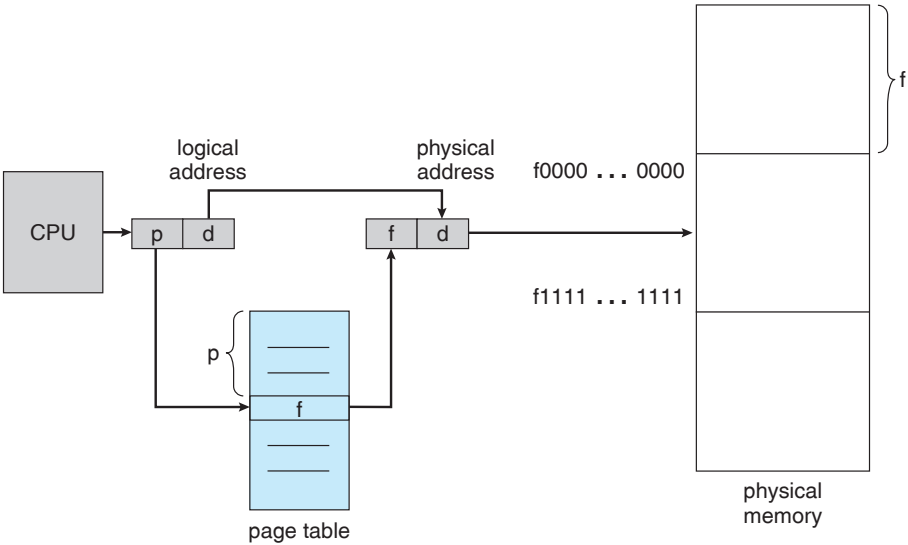 f
logical
address
physical
address
f0000 ... 0000
CPU
p
d
f
d
f1111 ... 1111
p
f
page table
physical
memory